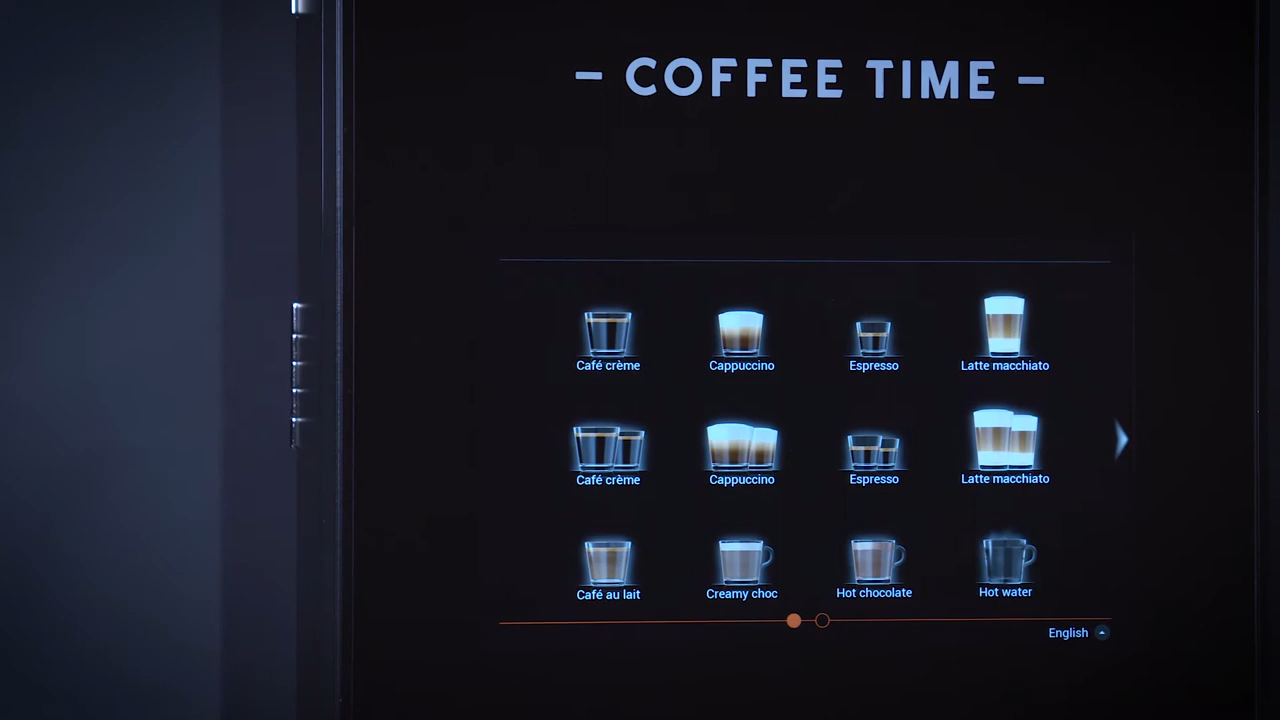 – COFFEE TIME –
Café crème Cappuccino Espresso Latte macchiato
Café crème Cappuccino Espresso Latte macchiato
Café au lait Creamy choc Hot chocolate Hot water
English